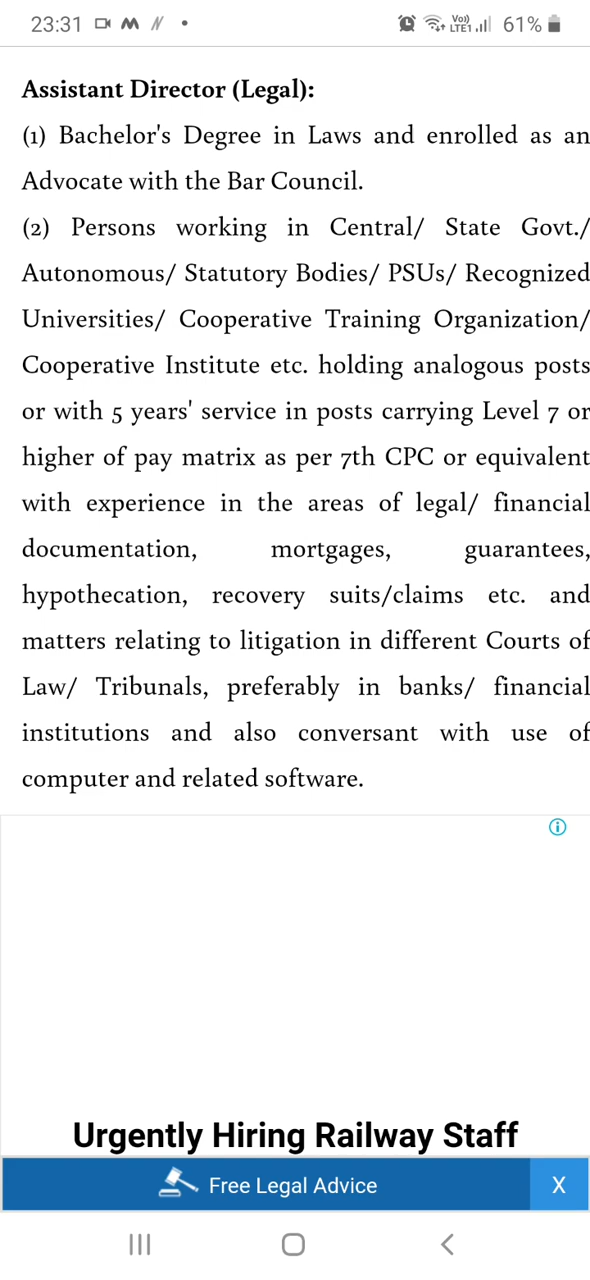 23:31
Vo))
LTE1
61%
Assistant Director (Legal):
(1) Bachelor's Degree in Laws and enrolled as an
Advocate with the Bar Council.
(2) Persons working in Central/ State Govt./
Autonomous/ Statutory Bodies/ PSUs/ Recognized
Universities/ Cooperative Training Organization/
Cooperative Institute etc. holding analogous posts
or with 5 years' service in posts carrying Level 7 or
higher of pay matrix as per 7th CPC or equivalent
with experience in the areas of legal/ financial
documentation, mortgages, guarantees,
hypothecation, recovery suits/claims etc. and
matters relating to litigation in different Courts of
Law/ Tribunals, preferably in banks/ financial
institutions and also conversant with use of
computer and related software.
Urgently Hiring Railway Staff
Free Legal Advice X